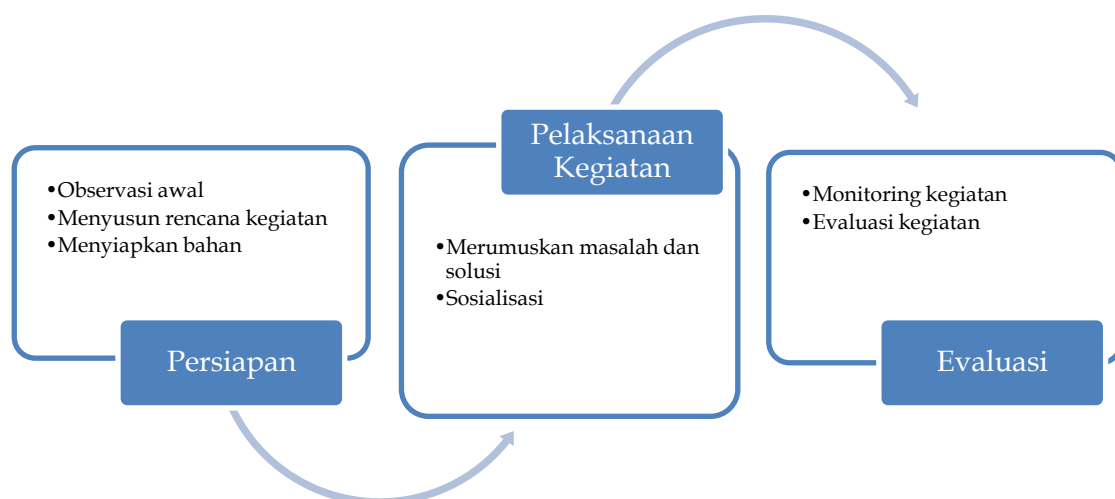 •Observasi awal
•Menyusun rencana kegiatan
•Menyiapkan bahan
Persiapan
Pelaksanaan
Kegiatan
•Merumuskan masalah dan
solusi
•Sosialisasi
•Monitoring kegiatan
•Evaluasi kegiatan
Evaluasi